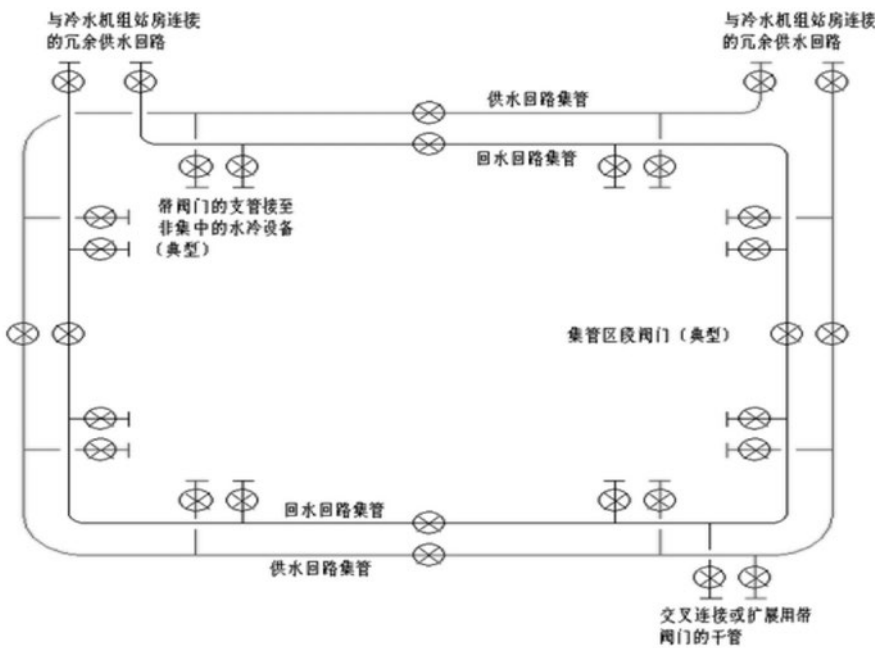 与冷水机组站房连接
的冗余供水回路
与冷水机组站房连接
的冗余供水回路
供水回路集管
回水回路集管
带阀门的支管接至
非集中的水冷设备
（典型）
集管区段阀门（典型）
回水回路集管
供水回路集管
交叉连接或扩展用带
阀门的干管